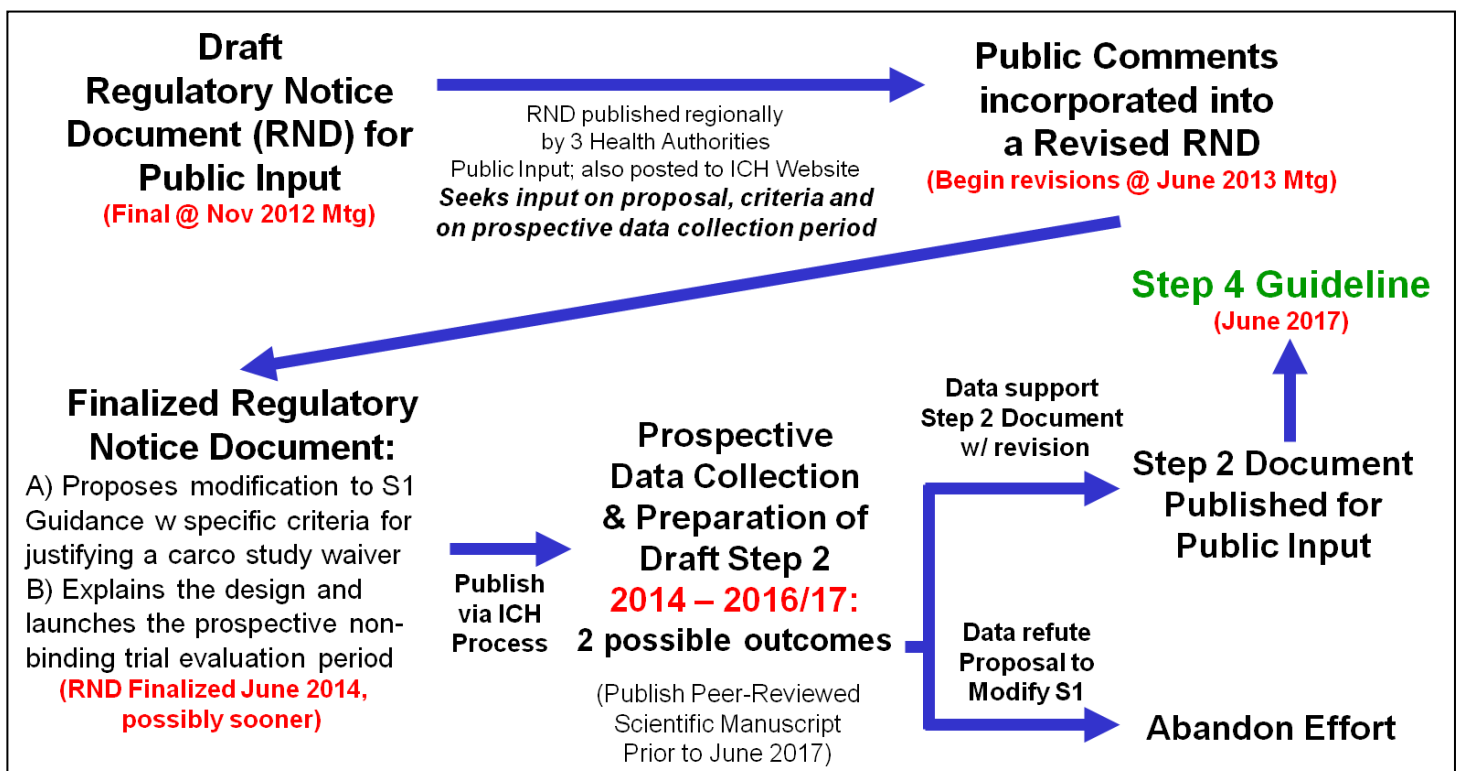 Draft
Regulatory Notice
Document (RND) for
Public Input
(Final @ Nov 2012 Mtg)
RND published regionally
by 3 Health Authorities
Public Input; also posted to ICH Website
Seeks input on proposal, criteria and
on prospective data collection period
Public Comments
incorporated into
a Revised RND
(Begin revisions @ June 2013 Mtg)
Finalized Regulatory
Notice Document:
A) Proposes modification to S1
Guidance w specific criteria for
justifying a carco study waiver
B) Explains the design and
launches the prospective non-
binding trial evaluation period
(RND Finalized June 2014,
possibly sooner)
Publish
via ICH
Process
Prospective
Data Collection
& Preparation of
Draft Step 2
2014 – 2016/17:
2 possible outcomes
(Publish Peer-Reviewed
Scientific Manuscript
Prior to June 2017)
Data support
Step 2 Document
w/ revision
Step 2 Document
Published for
Public Input
Step 4 Guideline
(June 2017)
Data refute
Proposal to
Modify S1
Abandon Effort